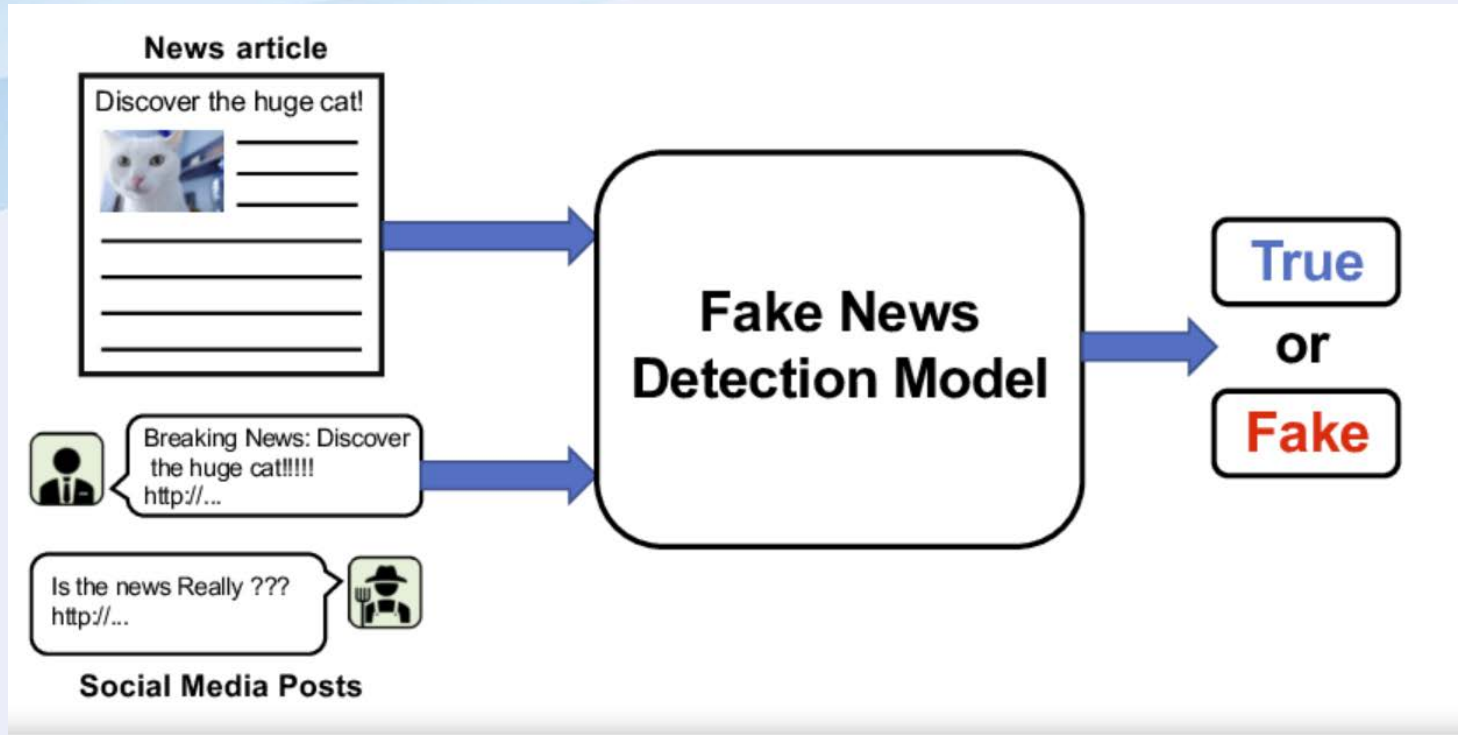 News article
Discover the huge cat!
Breaking News: Discover
the huge cat!!!!!
http://...
Is the news Really ???
http://...
Social Media Posts
Fake News
Detection Model
True
or
Fake